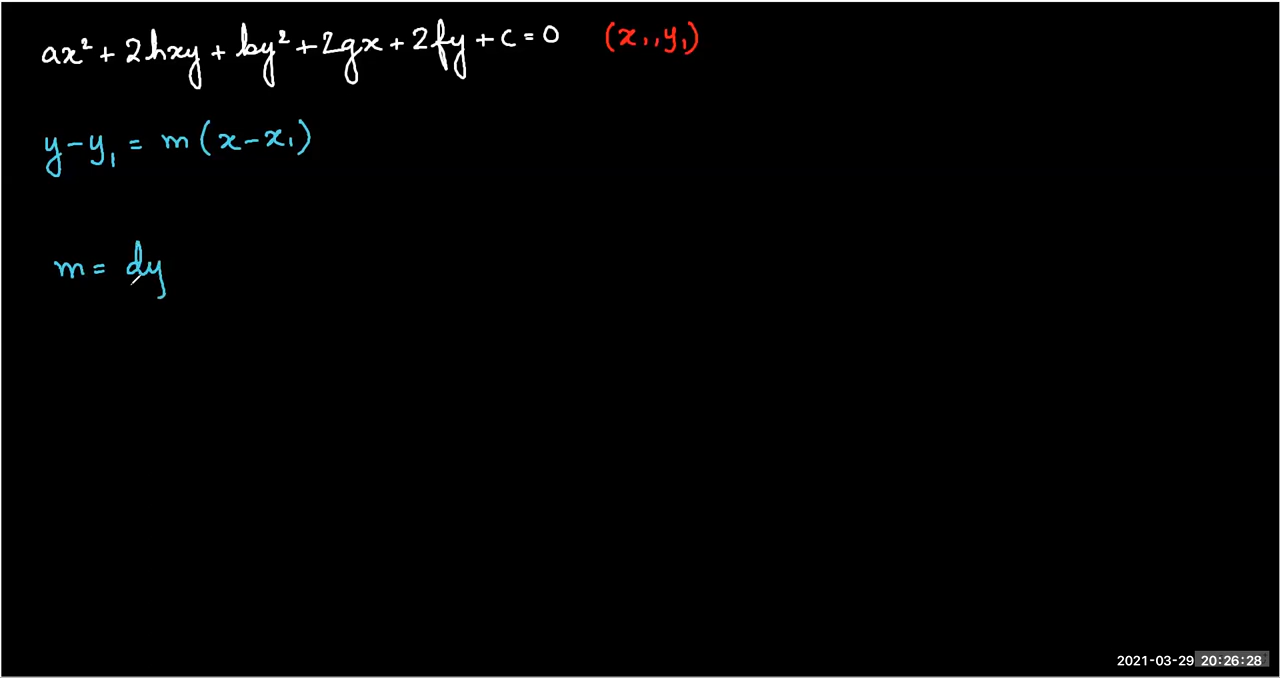 ax² + 2hxy + by² + 2gx + 2fy + c = 0 (x₁, y₁)
y - y₁ = m (x - x₁)
m = dy
2021-03-29 20:26:28